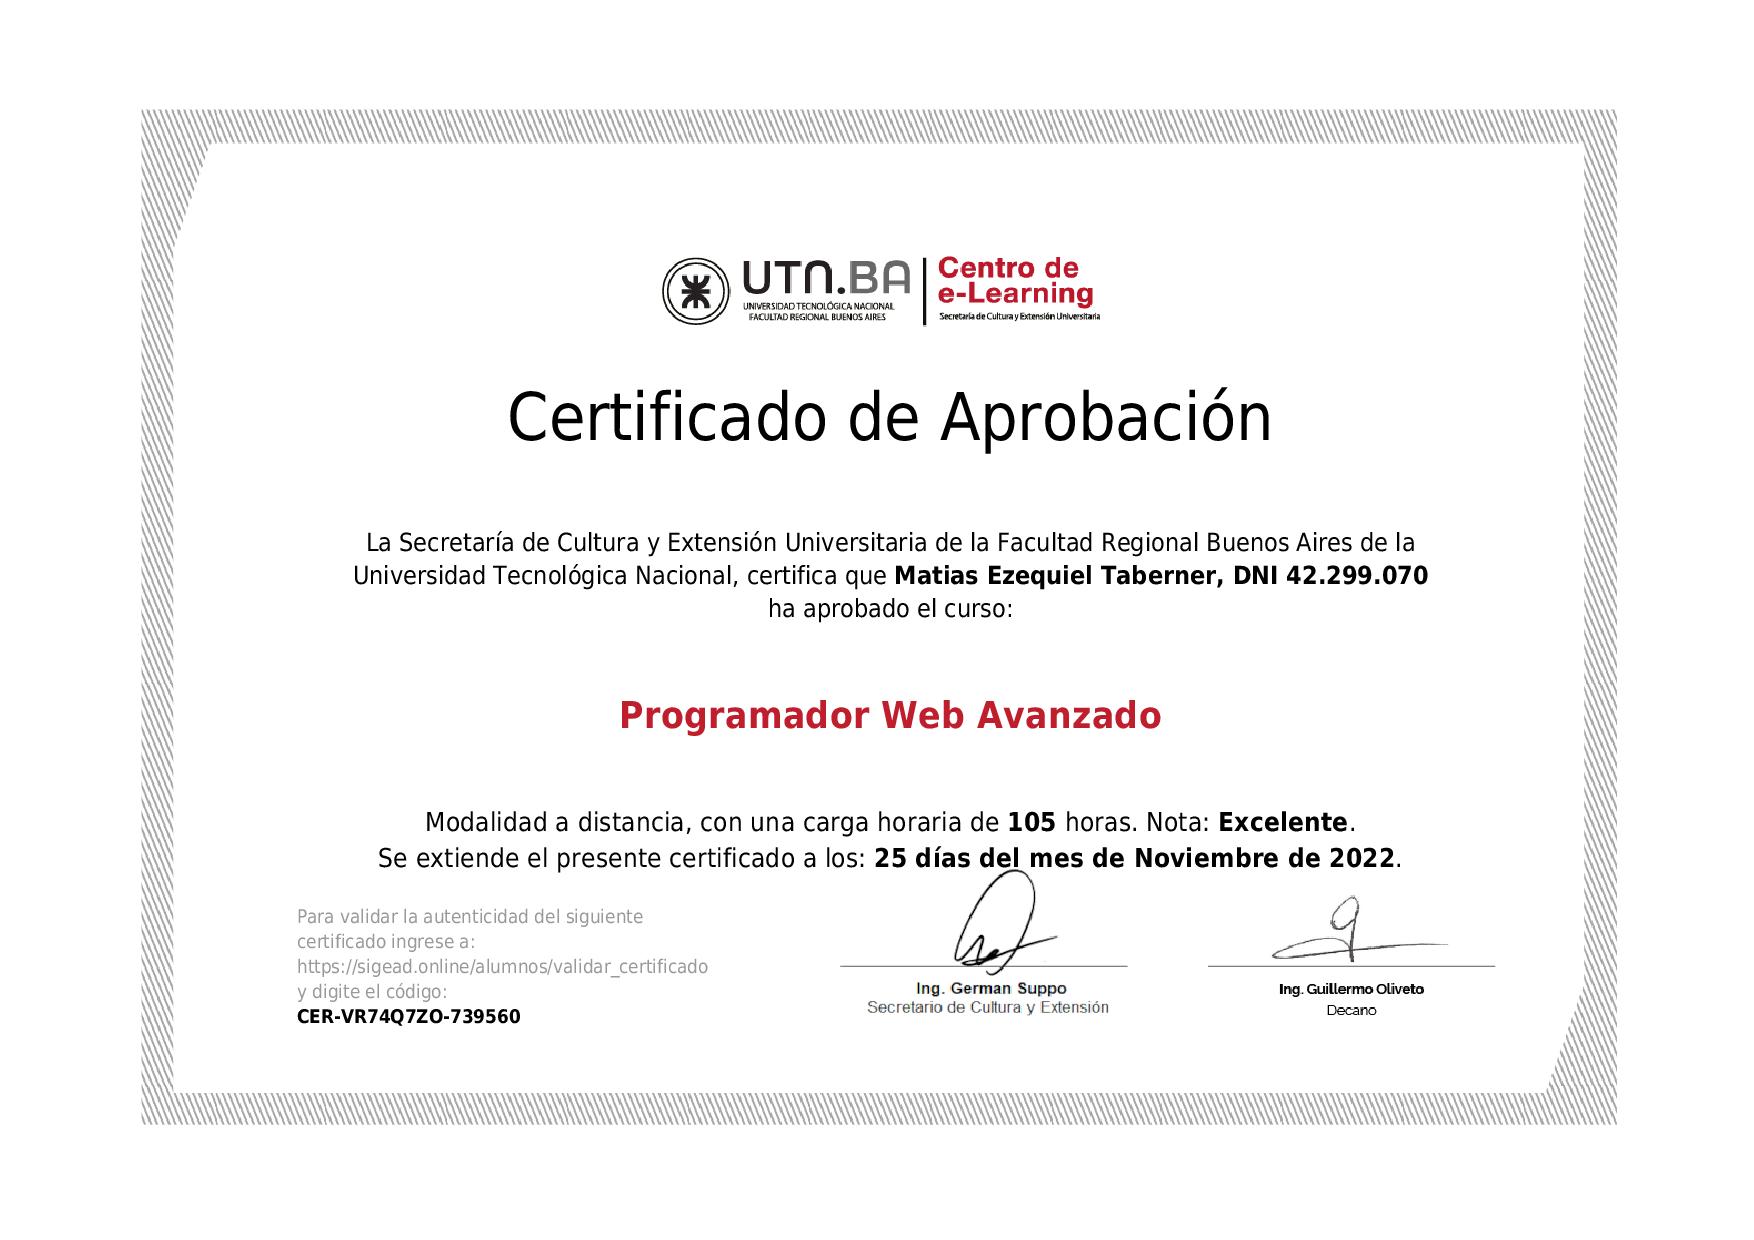 UTN.BA
UNIVERSIDAD TECNOLÓGICA NACIONAL
FACULTAD REGIONAL BUENOS AIRES
Centro de
e-Learning
Secretaría de Cultura y Extensión Universitaria
Certificado de Aprobación
La Secretaría de Cultura y Extensión Universitaria de la Facultad Regional Buenos Aires de la
Universidad Tecnológica Nacional, certifica que Matias Ezequiel Taberner, DNI 42.299.070
ha aprobado el curso:
Programador Web Avanzado
Modalidad a distancia, con una carga horaria de 105 horas. Nota: Excelente.
Se extiende el presente certificado a los: 25 días del mes de Noviembre de 2022.
Para validar la autenticidad del siguiente
certificado ingrese a:
https://sigead.online/alumnos/validar_certificado
y digite el código:
CER-VR74Q7ZO-739560
Ing. German Suppo
Secretario de Cultura y Extensión
Ing. Guillermo Oliveto
Decano